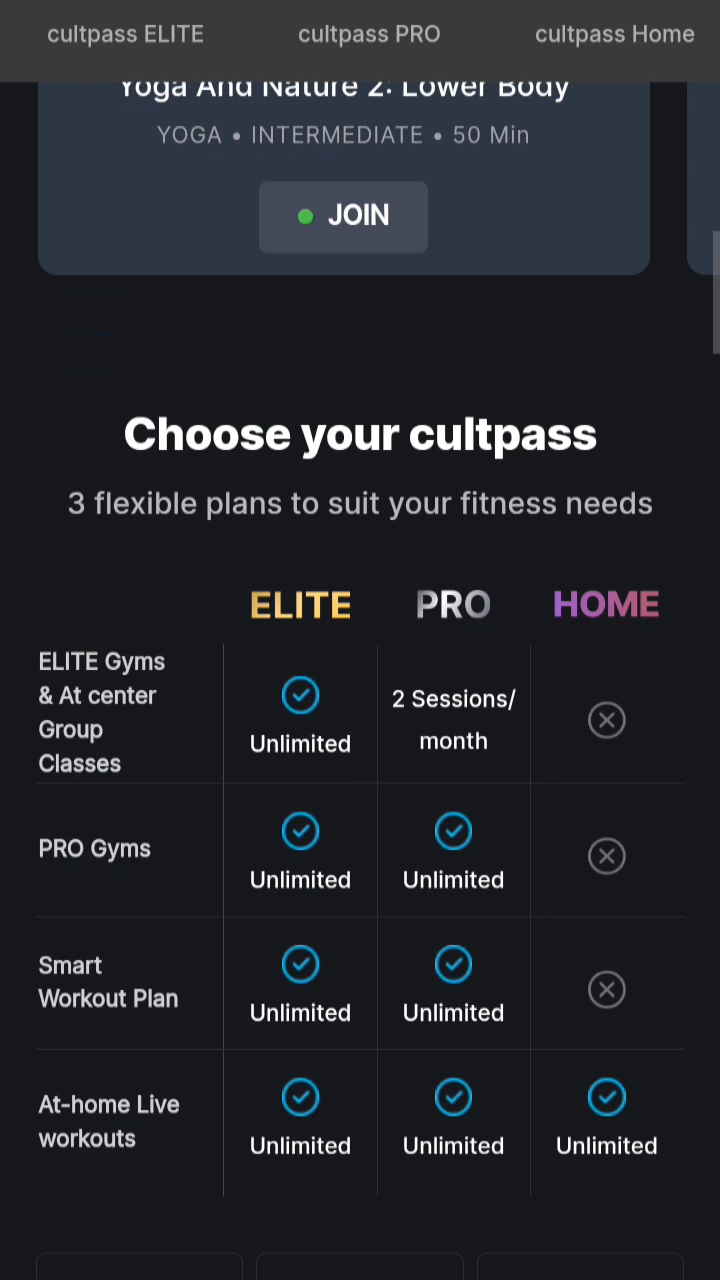 cultpass ELITE cultpass PRO cultpass Home
Yoga And Nature 2: Lower Body
YOGA • INTERMEDIATE • 50 Min
JOIN
Choose your cultpass
3 flexible plans to suit your fitness needs
ELITE PRO HOME
ELITE Gyms
& At center
Group
Classes
Unlimited
2 Sessions/
month
PRO Gyms
Unlimited Unlimited
Smart
Workout Plan
Unlimited Unlimited
At-home Live
workouts
Unlimited Unlimited Unlimited